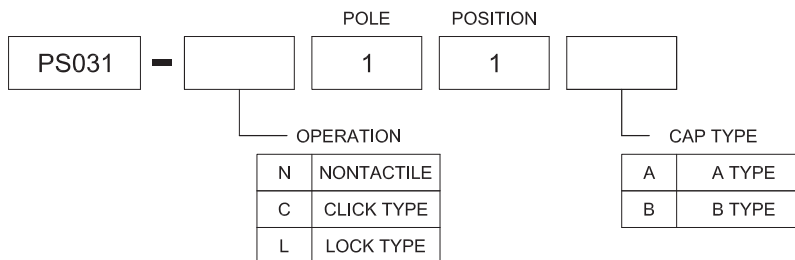 POLE POSITION
PS031 - 1 1
OPERATION CAP TYPE
N NONTACTILE A A TYPE
C CLICK TYPE B B TYPE
L LOCK TYPE